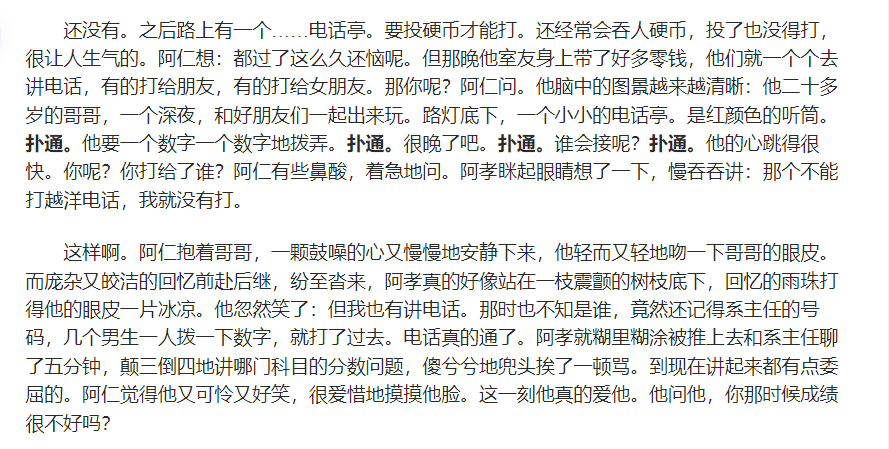 还没有。之后路上有一个……电话亭。要投硬币才能打。还经常会吞人硬币，投了也没得打，
很让人生气的。阿仁想：都过了这么久还恼呢。但那晚他室友身上带了好多零钱，他们就一个个去
讲电话，有的打给朋友，有的打给女朋友。那你呢？阿仁问。他脑中的图景越来越清晰：他二十多
岁的哥哥，一个深夜，和好朋友们一起出来玩。路灯底下，一个小小的电话亭。是红颜色的听筒。
扑通。他要一个数字一个数字地拨弄。扑通。很晚了吧。扑通。谁会接呢？扑通。他的心跳得很
快。你呢？你打给了谁？阿仁有些鼻酸，着急地问。阿孝眯起眼睛想了一下，慢吞吞讲：那个不能
打越洋电话，我就没有打。
这样啊。阿仁抱着哥哥，一颗鼓噪的心又慢慢地安静下来，他轻而又轻地吻一下哥哥的眼皮。
而庞杂又皎洁的回忆前赴后继，纷至沓来，阿孝真的好像站在一枝震颤的树枝底下，回忆的雨珠打
得他的眼皮一片冰凉。他忽然笑了：但我也有讲电话。那时也不知是谁，竟然还记得系主任的号
码，几个男生一人拨一下数字，就打了过去。电话真的通了。阿孝就糊里糊涂被推上去和系主任聊
了五分钟，颠三倒四地讲哪门科目的分数问题，傻兮兮地兜头挨了一顿骂。到现在讲起来都有点委
屈的。阿仁觉得他又可怜又好笑，很爱惜地摸摸他脸。这一刻他真的爱他。他问他，你那时候成绩
很不好吗？